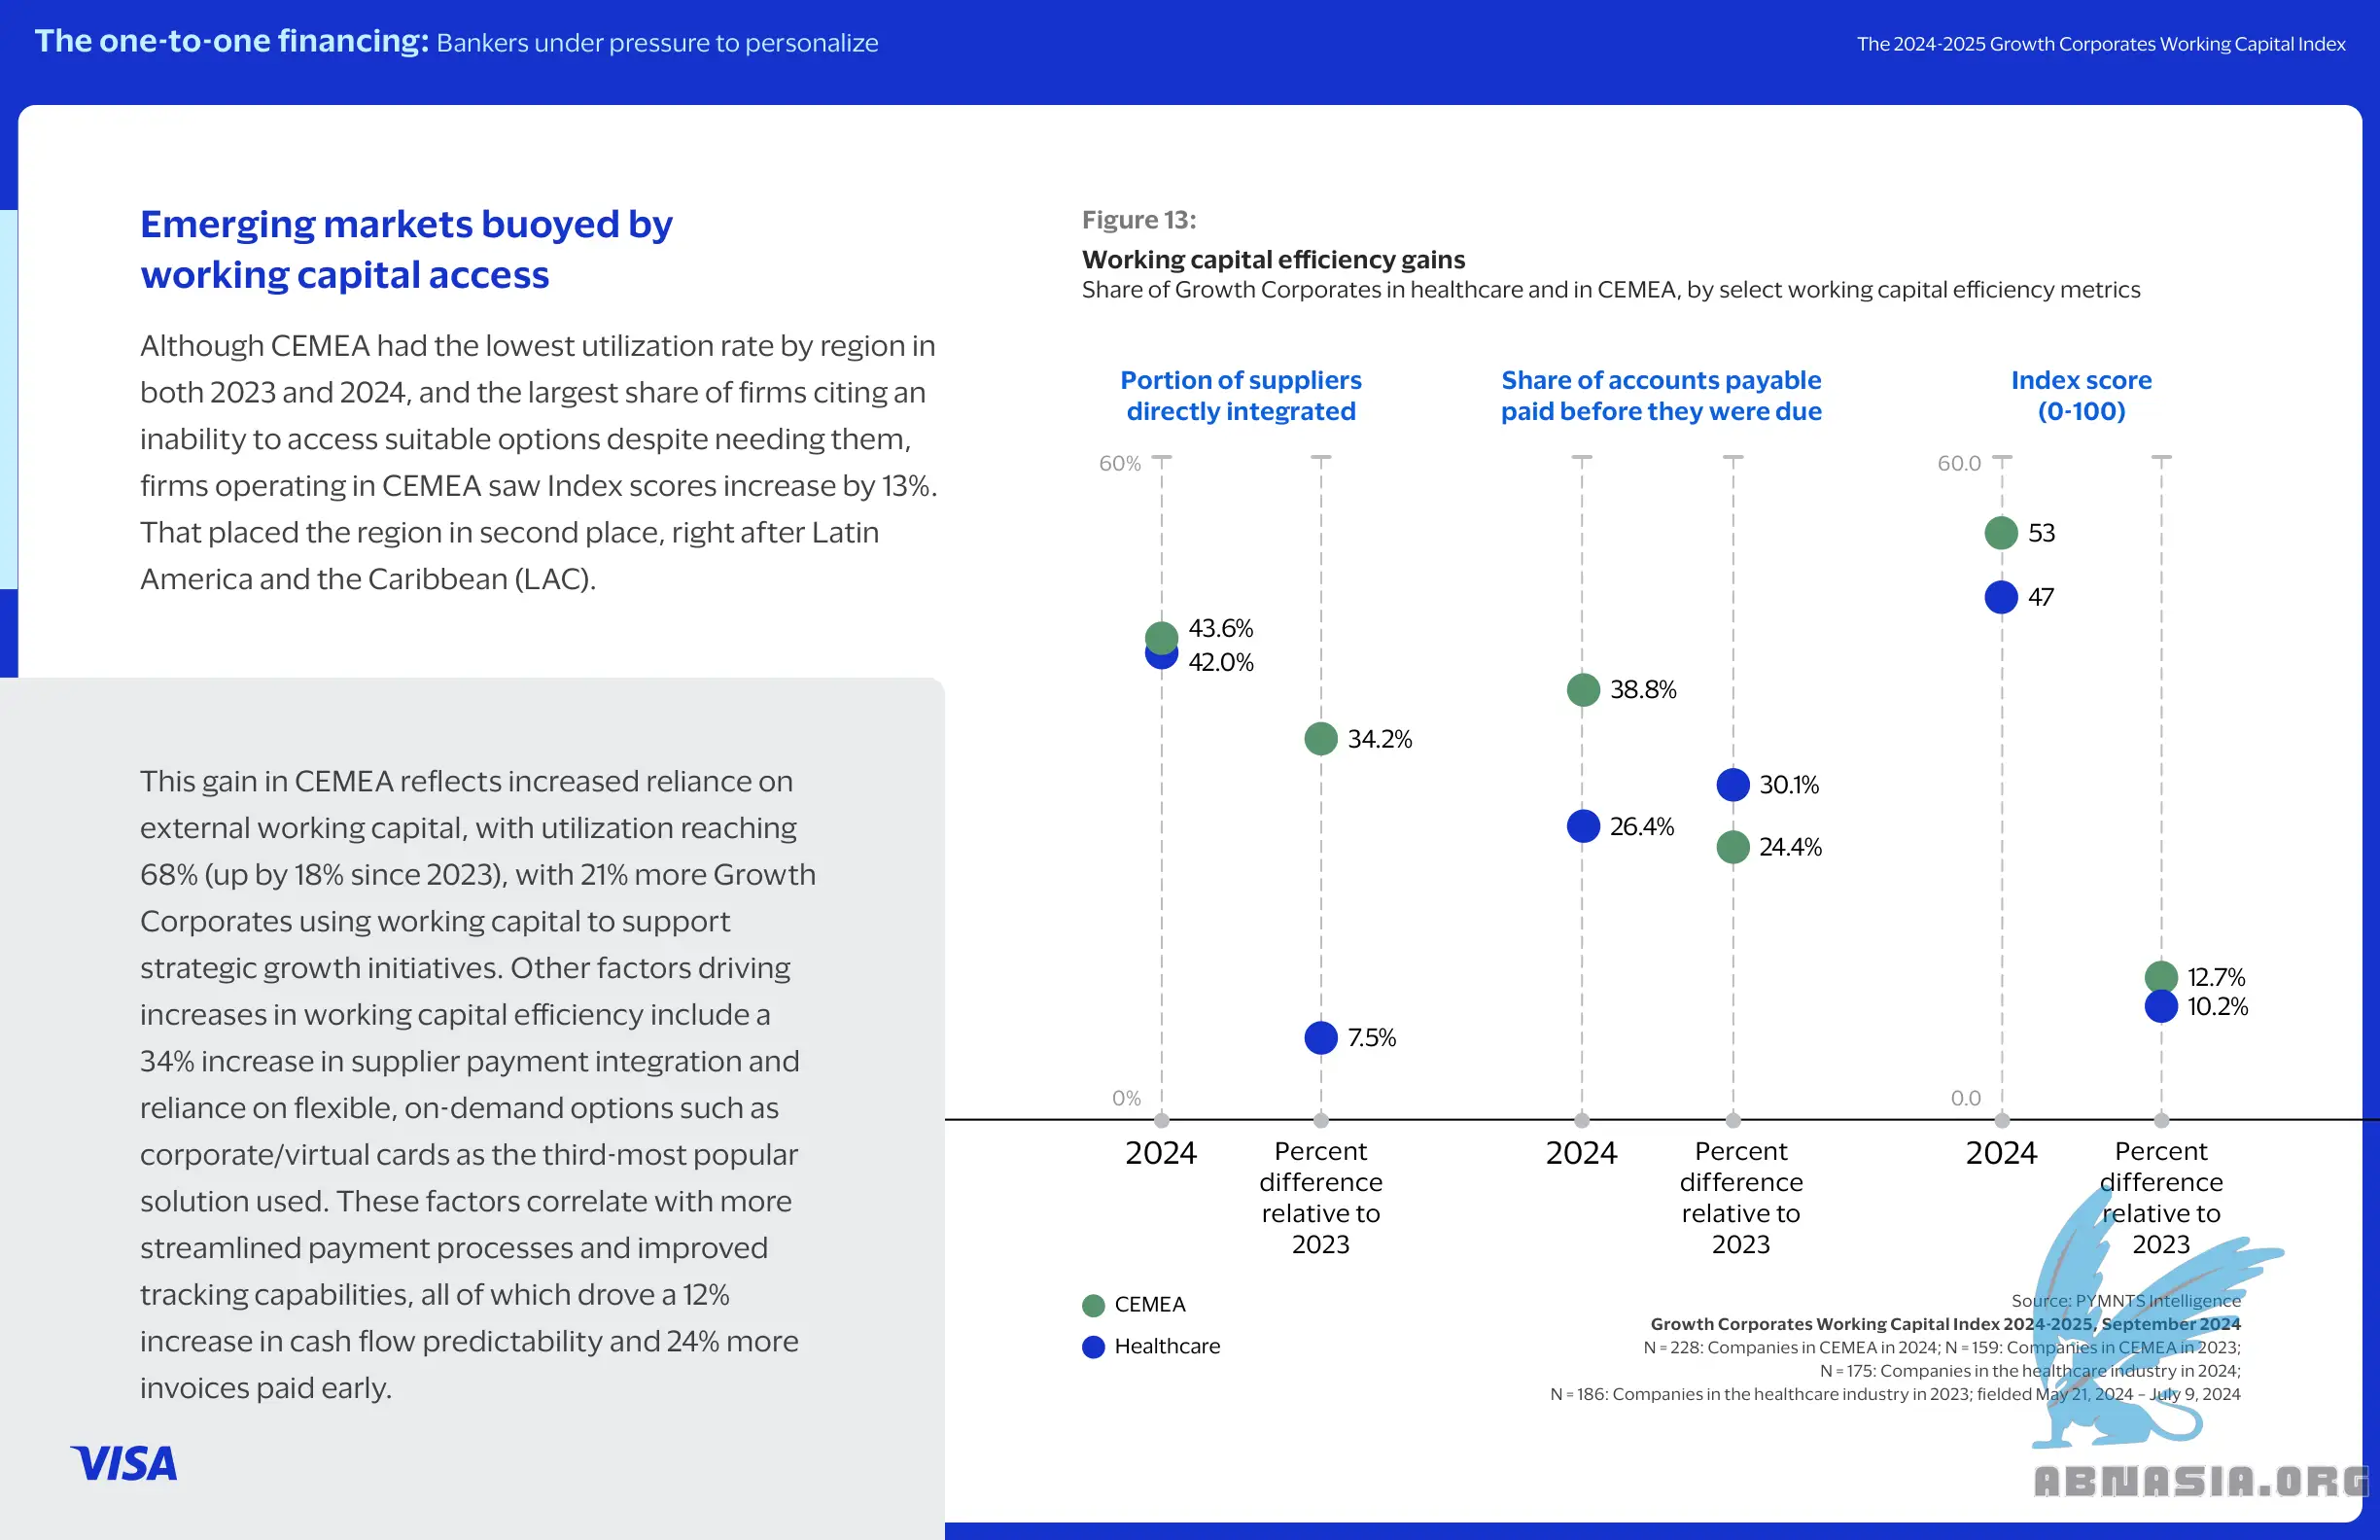 The one-to-one financing: Bankers under pressure to personalize
The 2024-2025 Growth Corporates Working Capital Index
Emerging markets buoyed by
working capital access
Although CEMEA had the lowest utilization rate by region in
both 2023 and 2024, and the largest share of firms citing an
inability to access suitable options despite needing them,
firms operating in CEMEA saw Index scores increase by 13%.
That placed the region in second place, right after Latin
America and the Caribbean (LAC).
This gain in CEMEA reflects increased reliance on
external working capital, with utilization reaching
68% (up by 18% since 2023), with 21% more Growth
Corporates using working capital to support
strategic growth initiatives. Other factors driving
increases in working capital efficiency include a
34% increase in supplier payment integration and
reliance on flexible, on-demand options such as
corporate/virtual cards as the third-most popular
solution used. These factors correlate with more
streamlined payment processes and improved
tracking capabilities, all of which drove a 12%
increase in cash flow predictability and 24% more
invoices paid early.
VISA
Figure 13:
Working capital efficiency gains
Share of Growth Corporates in healthcare and in CEMEA, by select working capital efficiency metrics
Portion of suppliers
directly integrated
60%
43.6%
42.0%
34.2%
7.5%
0%
2024
Percent
difference
relative to
2023
Share of accounts payable
paid before they were due
38.8%
26.4%
30.1%
24.4%
2024
Percent
difference
relative to
2023
Index score
(0-100)
60.0
53
47
12.7%
10.2%
0.0
2024
Percent
difference
relative to
2023
CEMEA
Healthcare
Source: PYMNTS Intelligence
Growth Corporates Working Capital Index 2024-2025, September 2024
N = 228: Companies in CEMEA in 2024; N = 159: Companies in CEMEA in 2023;
N = 175: Companies in the healthcare industry in 2024;
N = 186: Companies in the healthcare industry in 2023; fielded May 21, 2024 – July 9, 2024
ABNASIA.ORG